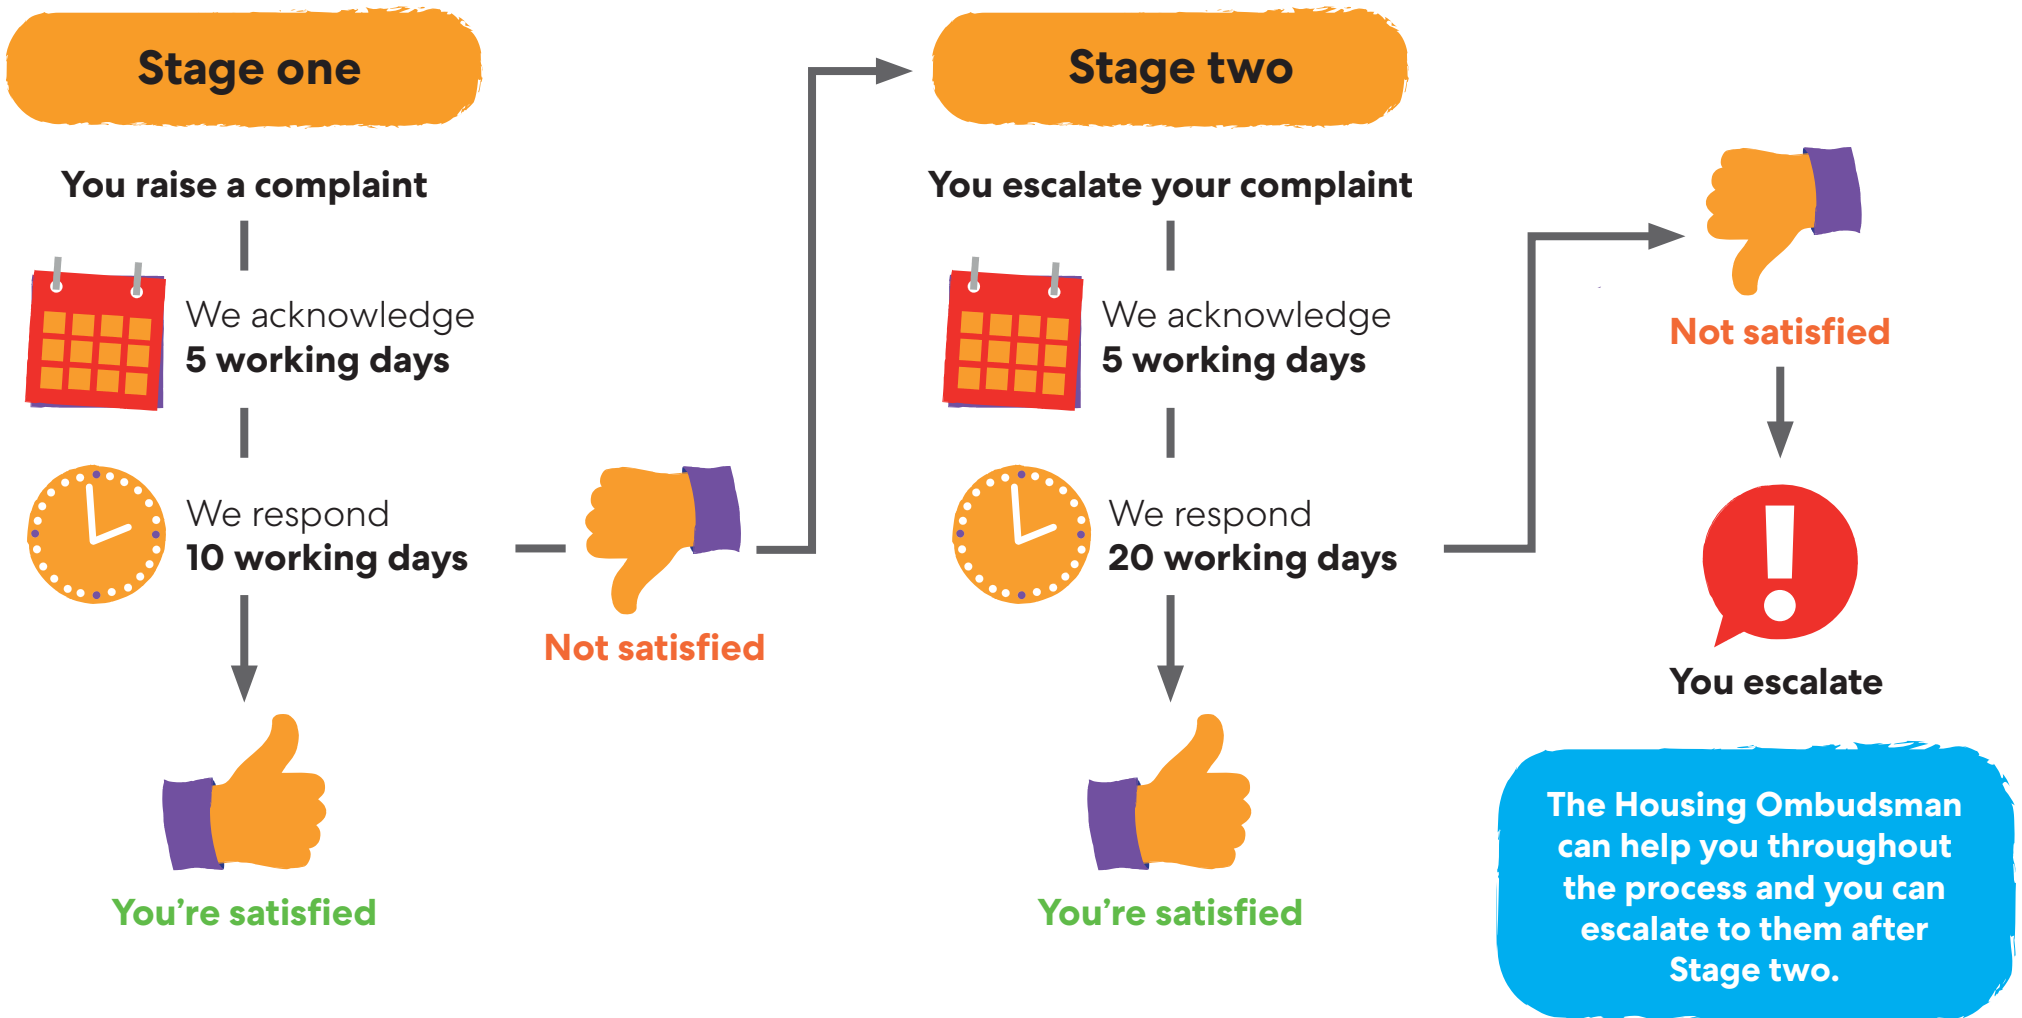 Stage one
You raise a complaint
We acknowledge
5 working days
We respond
10 working days
You're satisfied
Not satisfied
Stage two
You escalate your complaint
We acknowledge
5 working days
We respond
20 working days
You're satisfied
Not satisfied
You escalate
The Housing Ombudsman
can help you throughout
the process and you can
escalate to them after
Stage two.